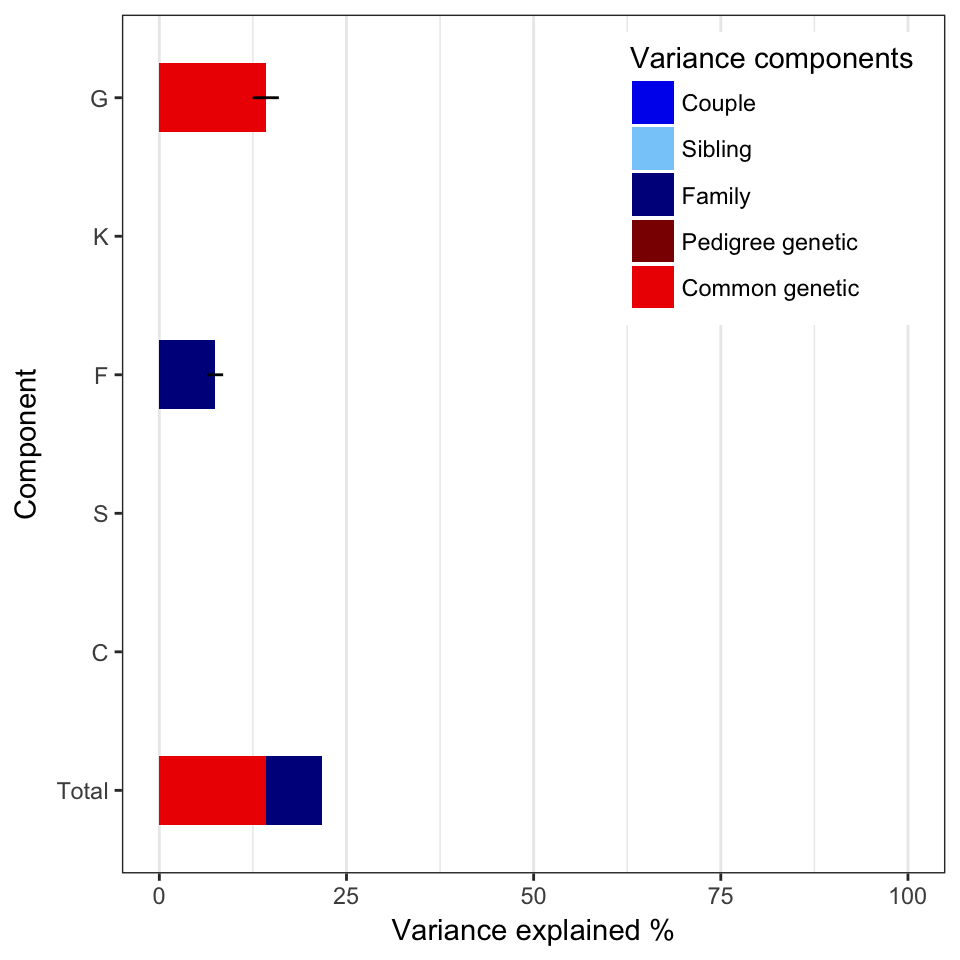 Variance components
Couple
Sibling
Family
Pedigree genetic
Common genetic
G
K
F
S
C
Total
Component
0 25 50 75 100
Variance explained %